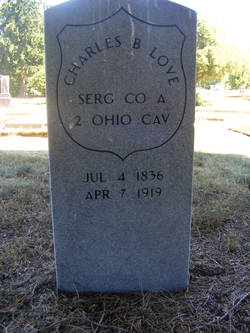 CHARLES B LOVE
SERG CO A
2 OHIO CAV
JUL 4 1836
APR 7 1919